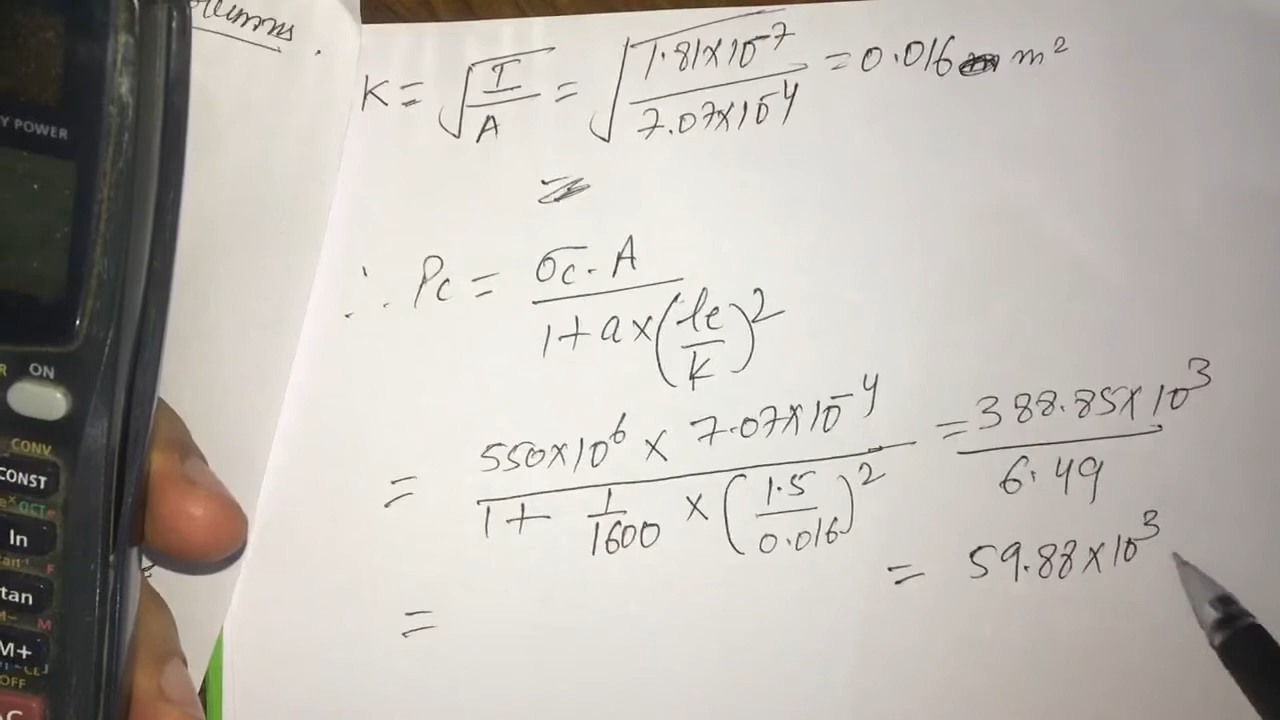 K = √(I/A) = √(1.81×10⁻⁷/7.07×10⁻⁴) = 0.016 m²
∴ Pc = σc·A / 1+a×(le/k)²
= 550×10⁶ × 7.07×10⁻⁴ / 1+ 1/1600 × (1.5/0.016)² = 388.85×10³ / 6.49
= 59.88×10³
=
Y POWER
ON
CONV
CONST
OCT
ln
tan
M-
M
M+
OFF